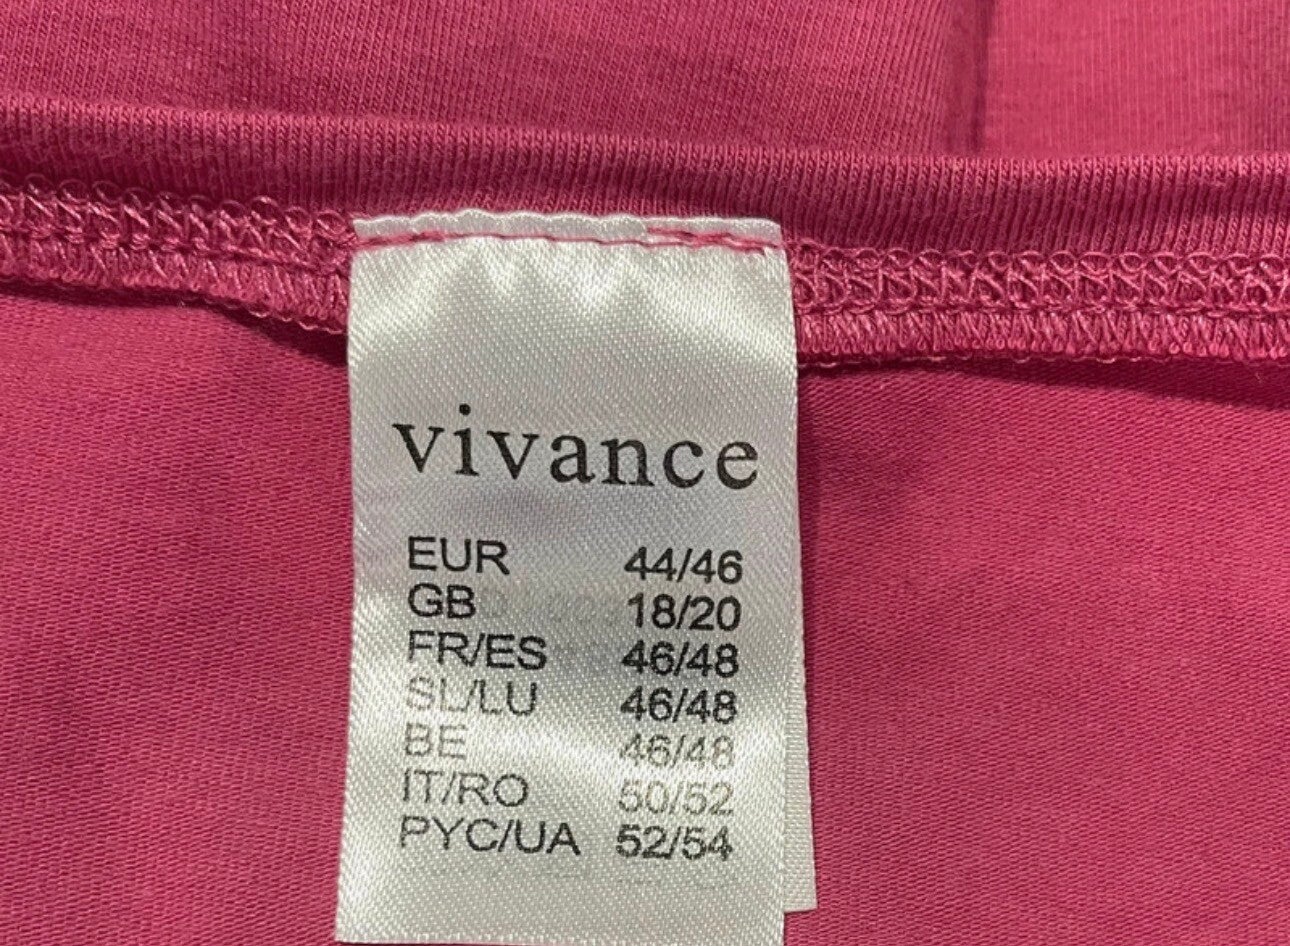 vivance
EUR 44/46
GB 18/20
FR/ES 46/48
SL/LU 46/48
BE 46/48
IT/RO 50/52
РУС/UA 52/54